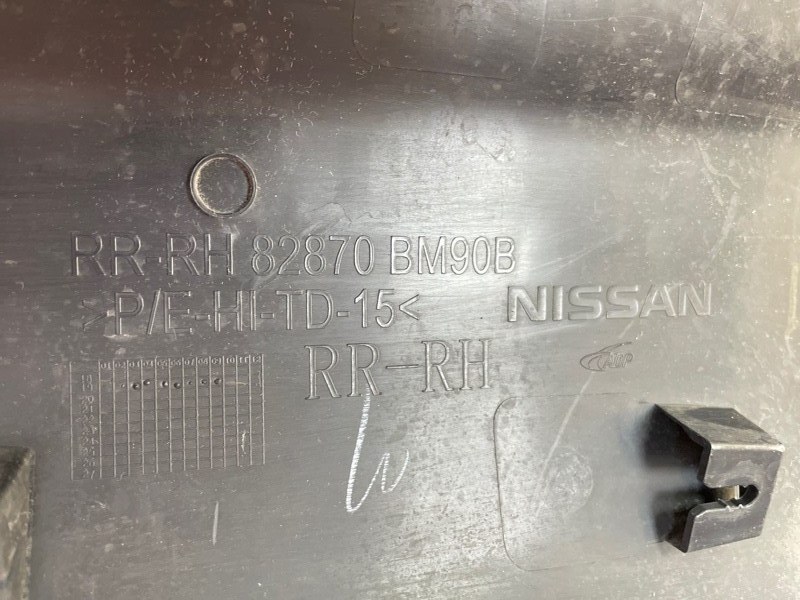 RR-RH 82870 BM90B
>P/E-HI-TD-15< NISSAN
RR-RH